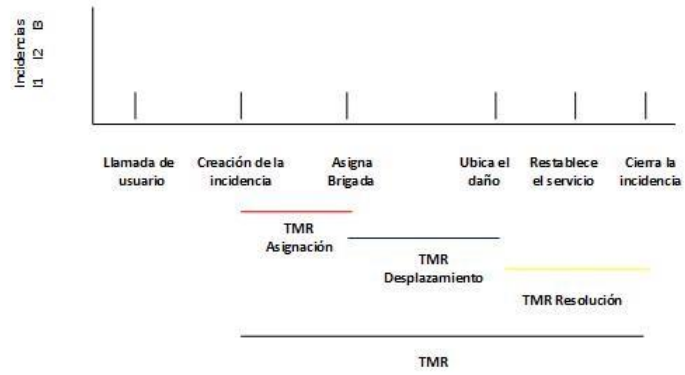 Incidencias
I1 I2 I3
Llamada de
usuario
Creación de la
incidencia
Asigna
Brigada
Ubica el
daño
Restablece
el servicio
Cierra la
incidencia
TMR
Asignación
TMR
Desplazamiento
TMR Resolución
TMR